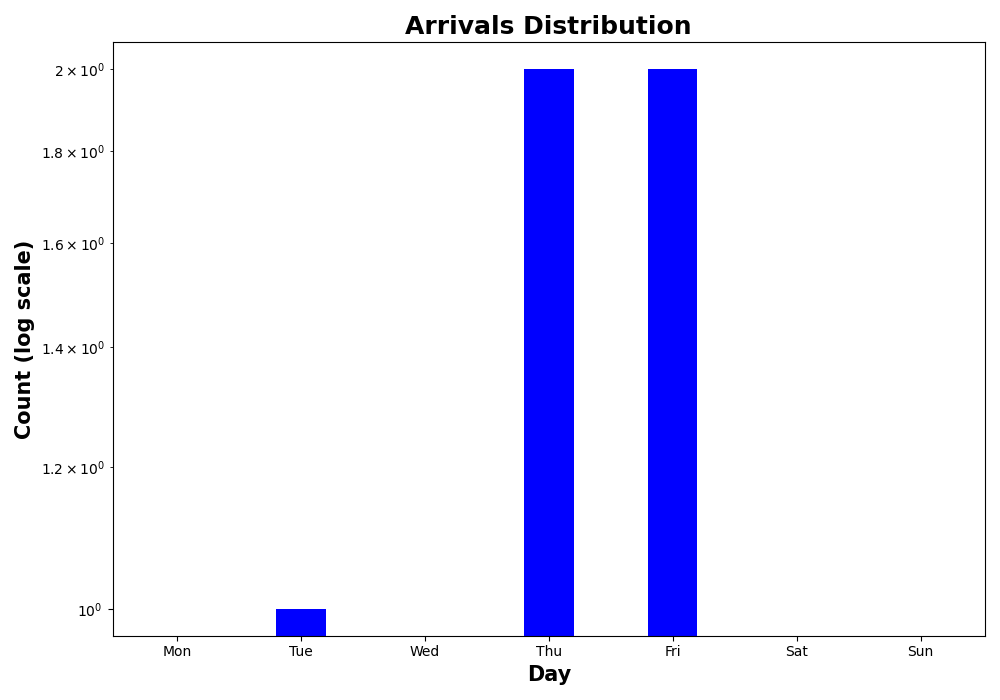 Arrivals Distribution
Count (log scale)
2 × 10⁰
1.8 × 10⁰
1.6 × 10⁰
1.4 × 10⁰
1.2 × 10⁰
10⁰
Mon Tue Wed Thu Fri Sat Sun
Day